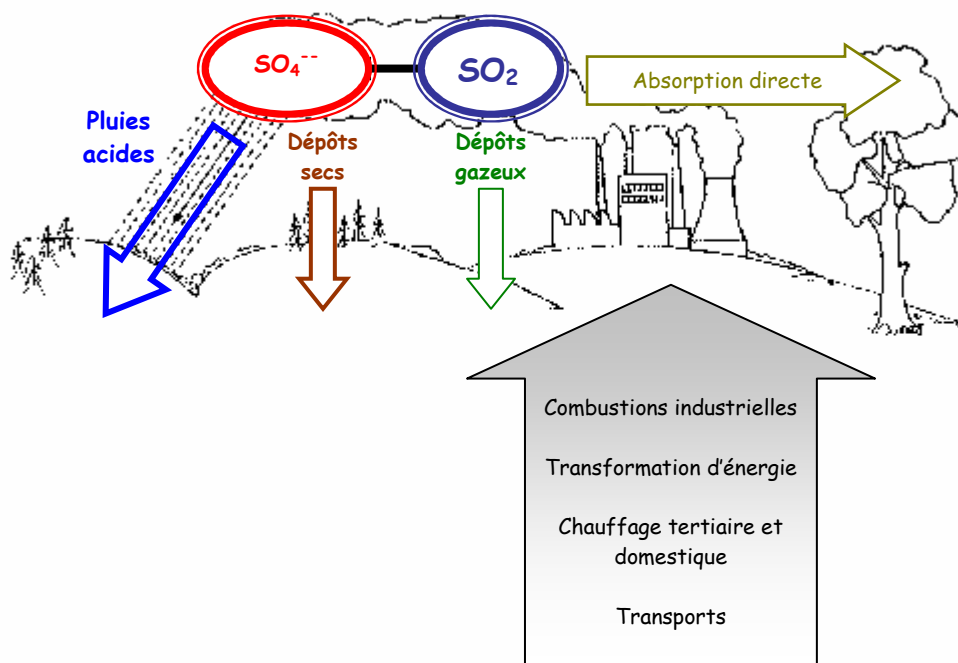 SO₄⁻⁻
SO₂
Absorption directe
Pluies
acides
Dépôts
secs
Dépôts
gazeux
Combustions industrielles
Transformation d'énergie
Chauffage tertiaire et
domestique
Transports